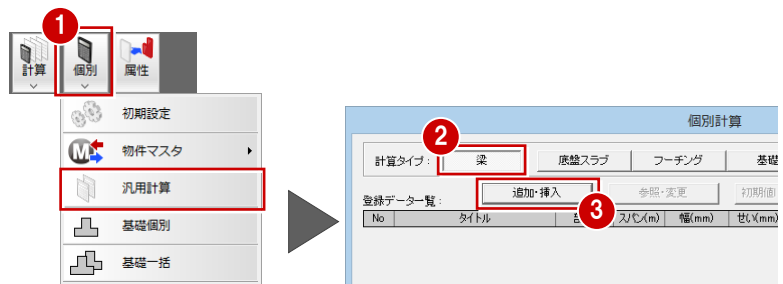 1
計算
個別
属性
初期設定
物件マスタ
汎用計算
基礎個別
基礎一括
個別計算
2
計算タイプ： 梁 底盤スラブ フーチング 基礎
登録データ一覧： 追加・挿入 参照・変更 初期値
3
No タイトル スパン(m) 幅(mm) せい(mm)